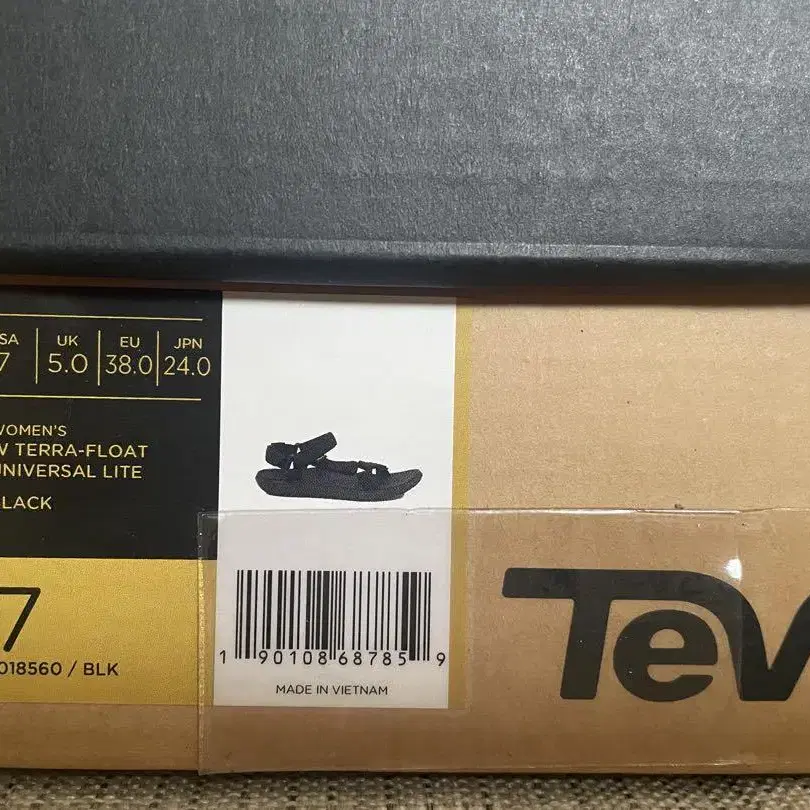 SA UK EU JPN
7 5.0 38.0 24.0
WOMEN'S
W TERRA-FLOAT
UNIVERSAL LITE
LACK
7
018560 / BLK
1 90108 68785 9
MADE IN VIETNAM
TeV